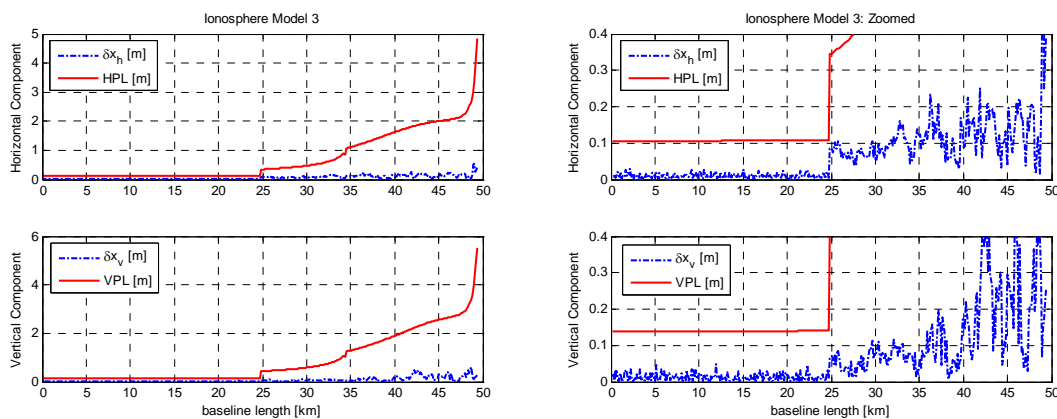 Ionosphere Model 3
Horizontal Component
5
4
3
2
1
0
δx_h [m]
HPL [m]
0 5 10 15 20 25 30 35 40 45 50
Vertical Component
6
4
2
0
δx_v [m]
VPL [m]
0 5 10 15 20 25 30 35 40 45 50
baseline length [km]
Ionosphere Model 3: Zoomed
Horizontal Component
0.4
0.3
0.2
0.1
0
δx_h [m]
HPL [m]
0 5 10 15 20 25 30 35 40 45 50
Vertical Component
0.4
0.3
0.2
0.1
0
δx_v [m]
VPL [m]
0 5 10 15 20 25 30 35 40 45 50
baseline length [km]